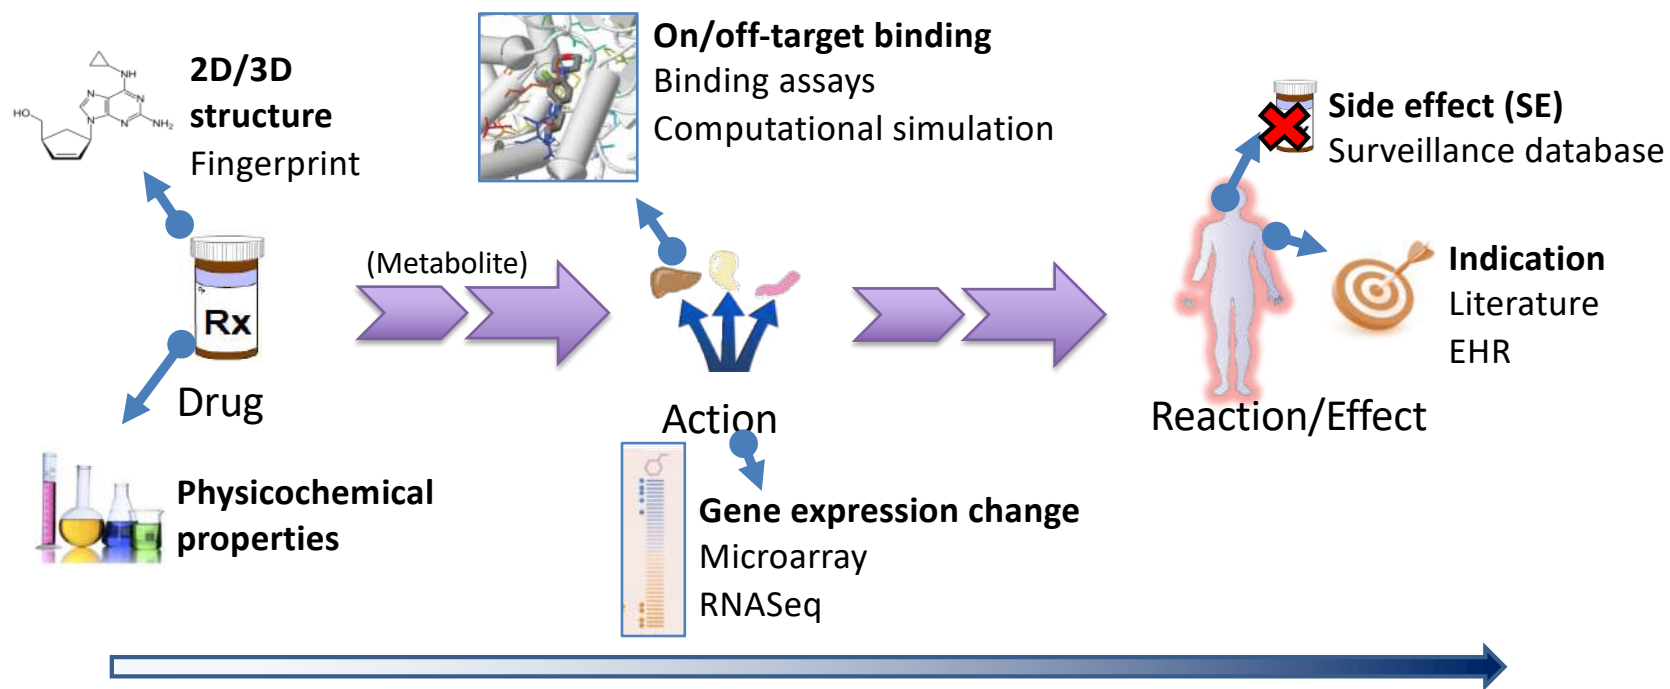 2D/3D
structure
Fingerprint
HO
NH
N
N
N
N
NH₂
Rx
Drug
Physicochemical
properties
(Metabolite)
On/off-target binding
Binding assays
Computational simulation
Action
Gene expression change
Microarray
RNASeq
Side effect (SE)
Surveillance database
Indication
Literature
EHR
Reaction/Effect